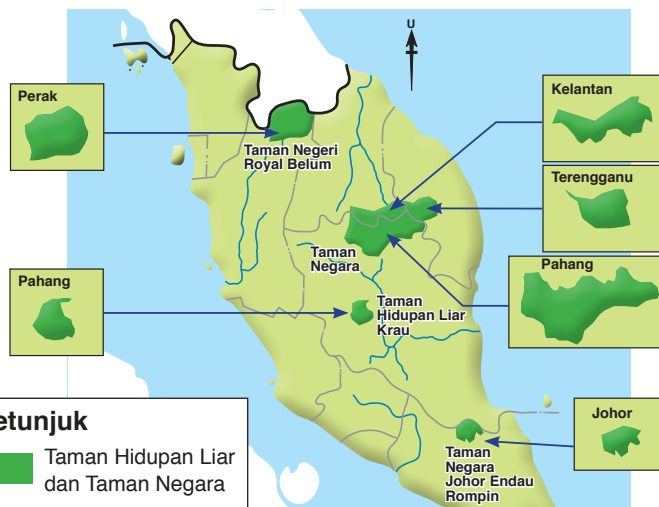 U
Perak
Kelantan
Taman Negeri
Royal Belum
Terengganu
Taman
Negara
Pahang
Pahang
Taman
Hidupan Liar
Krau
Johor
Taman
Negara
Johor Endau
Rompin
etunjuk
Taman Hidupan Liar
dan Taman Negara